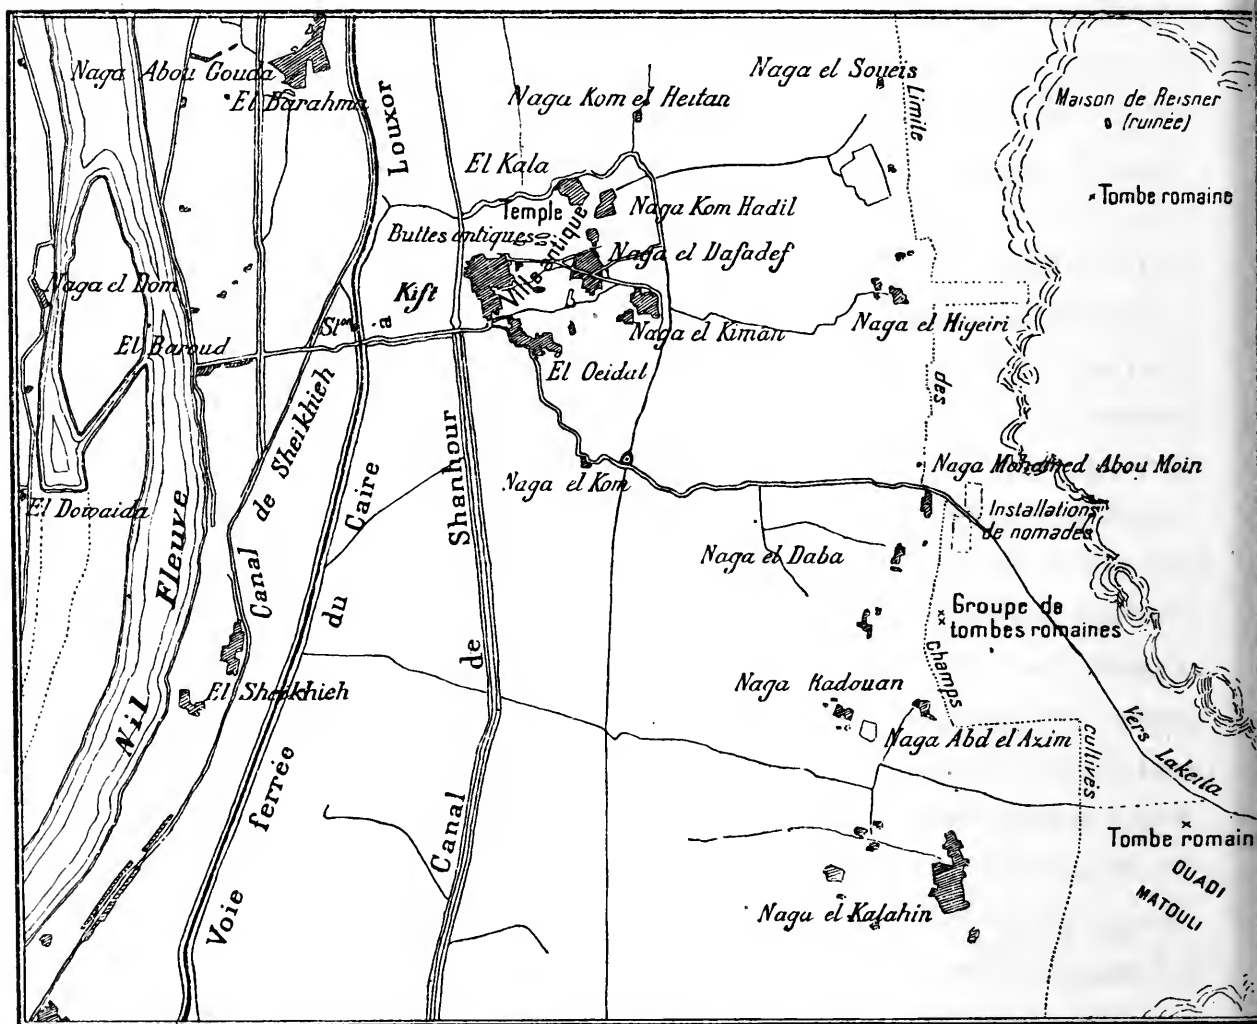 Naga Abou Gouda
El Barahma
Naga el Soueis
Naga Kom el Heitan
Maison de Reisner
(ruinée)
El Kala
Tombe romaine
Temple
Naga Kom Hadil
Buttes antiques
Ville antique
Naga el Dafadef
Naga el Dom
Kift
Ston
Naga el Higeiri
El Baroud
Naga el Kiman
El Oeidal
Naga Mohamed Abou Moin
Naga el Kom
El Dowaida
Installations
de nomades
Naga el Daba
Groupe de
tombes romaines
Naga Radouan
El Sheikhieh
Naga Abd el Azim
Vers Lakeita
Tombe romain
OUADI
MATOULI
Naga el Kalahin
Limite des champs cultivés
Nil Fleuve
Canal de Sheikhieh
Voie ferrée du Caire à Louxor
Canal de Shanhour